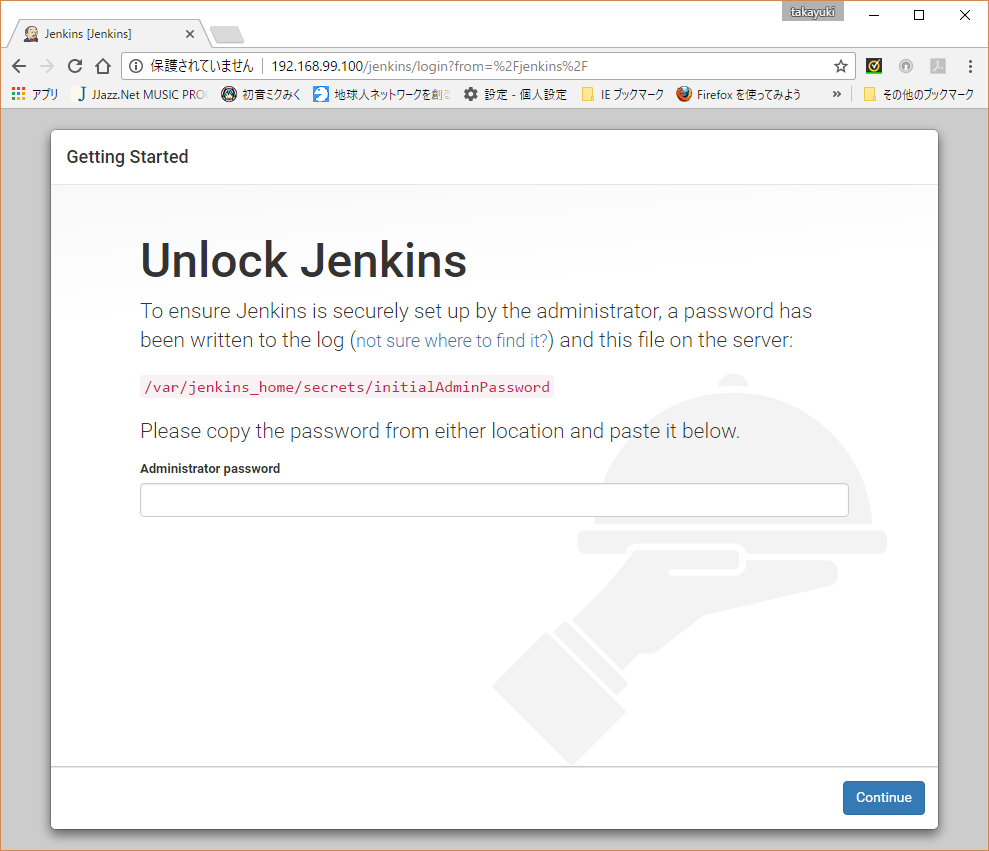 takayuki
Jenkins [Jenkins]
保護されていません 192.168.99.100/jenkins/login?from=%2Fjenkins%2F
アプリ JJazz.Net MUSIC PRO 初音ミクみく 地球人ネットワークを創 設定 - 個人設定 IE ブックマーク Firefox を使ってみよう » その他のブックマーク
Getting Started
Unlock Jenkins
To ensure Jenkins is securely set up by the administrator, a password has
been written to the log (not sure where to find it?) and this file on the server:
/var/jenkins_home/secrets/initialAdminPassword
Please copy the password from either location and paste it below.
Administrator password
Continue